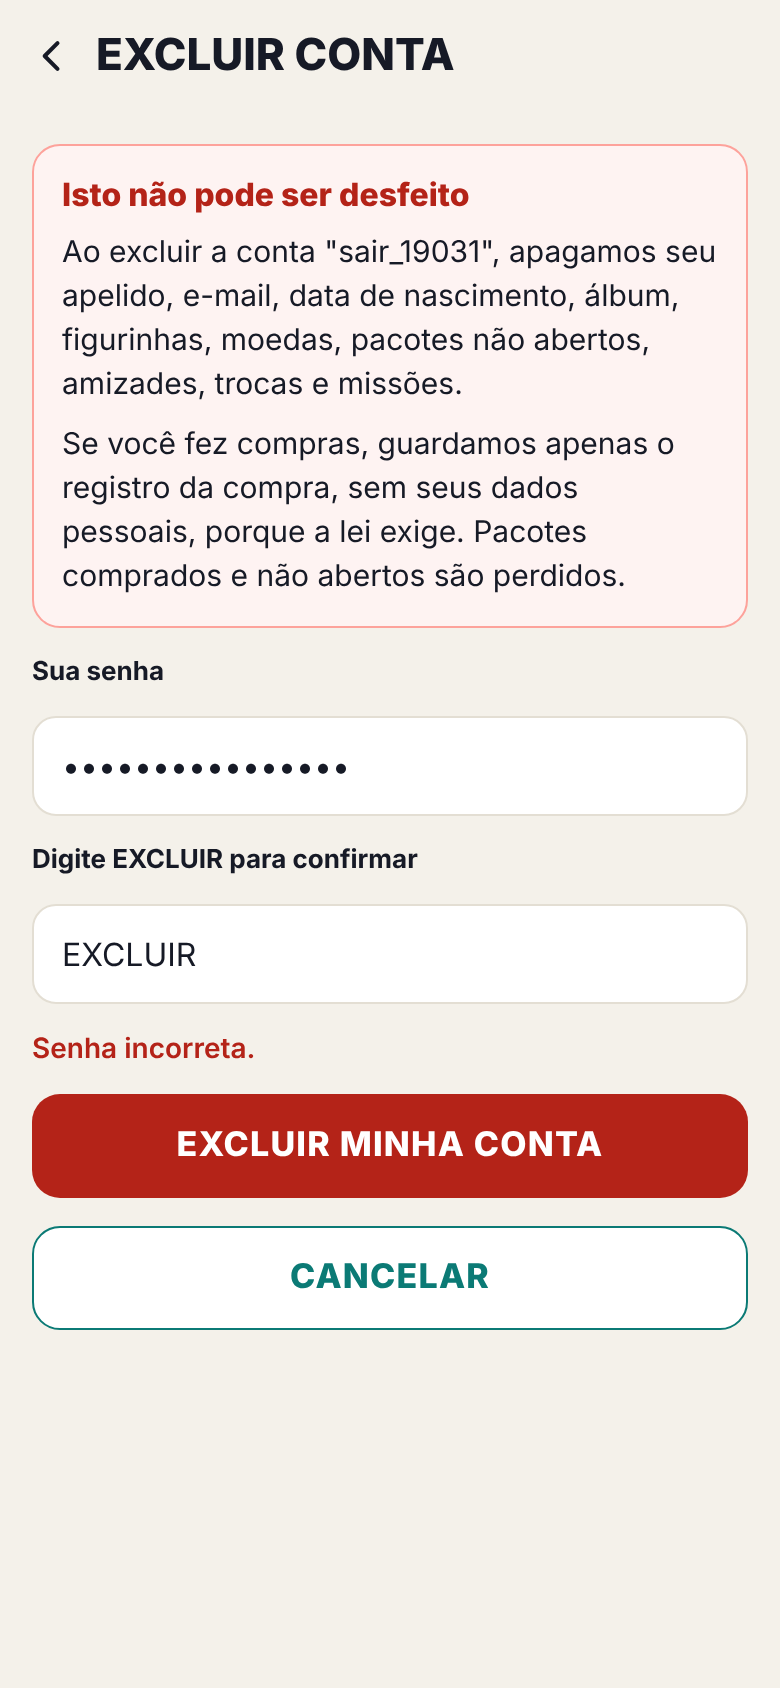 EXCLUIR CONTA
Isto não pode ser desfeito
Ao excluir a conta "sair_19031", apagamos seu
apelido, e-mail, data de nascimento, álbum,
figurinhas, moedas, pacotes não abertos,
amizades, trocas e missões.
Se você fez compras, guardamos apenas o
registro da compra, sem seus dados
pessoais, porque a lei exige. Pacotes
comprados e não abertos são perdidos.
Sua senha
••••••••••••••••
Digite EXCLUIR para confirmar
EXCLUIR
Senha incorreta.
EXCLUIR MINHA CONTA
CANCELAR